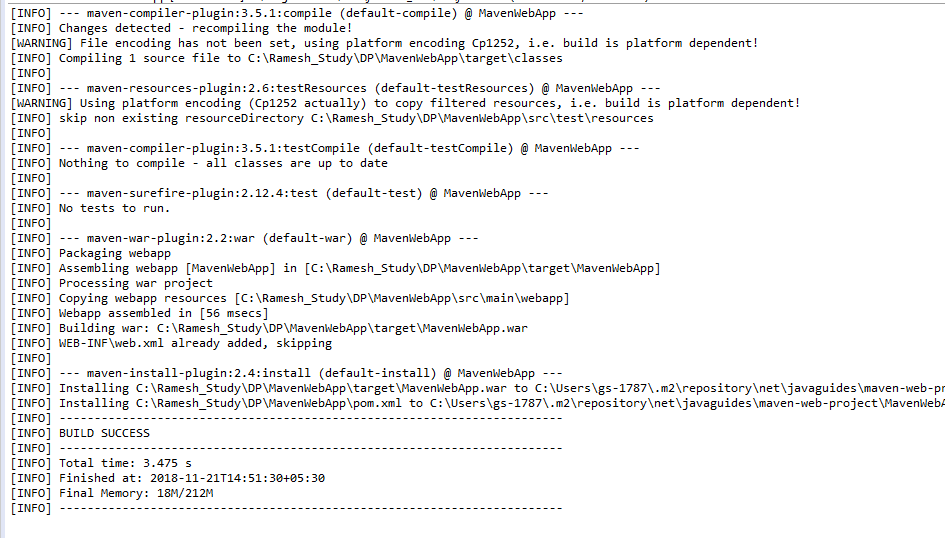 [INFO] --- maven-compiler-plugin:3.5.1:compile (default-compile) @ MavenWebApp ---
[INFO] Changes detected - recompiling the module!
[WARNING] File encoding has not been set, using platform encoding Cp1252, i.e. build is platform dependent!
[INFO] Compiling 1 source file to C:\Ramesh_Study\DP\MavenWebApp\target\classes
[INFO]
[INFO] --- maven-resources-plugin:2.6:testResources (default-testResources) @ MavenWebApp ---
[WARNING] Using platform encoding (Cp1252 actually) to copy filtered resources, i.e. build is platform dependent!
[INFO] skip non existing resourceDirectory C:\Ramesh_Study\DP\MavenWebApp\src\test\resources
[INFO]
[INFO] --- maven-compiler-plugin:3.5.1:testCompile (default-testCompile) @ MavenWebApp ---
[INFO] Nothing to compile - all classes are up to date
[INFO]
[INFO] --- maven-surefire-plugin:2.12.4:test (default-test) @ MavenWebApp ---
[INFO] No tests to run.
[INFO]
[INFO] --- maven-war-plugin:2.2:war (default-war) @ MavenWebApp ---
[INFO] Packaging webapp
[INFO] Assembling webapp [MavenWebApp] in [C:\Ramesh_Study\DP\MavenWebApp\target\MavenWebApp]
[INFO] Processing war project
[INFO] Copying webapp resources [C:\Ramesh_Study\DP\MavenWebApp\src\main\webapp]
[INFO] Webapp assembled in [56 msecs]
[INFO] Building war: C:\Ramesh_Study\DP\MavenWebApp\target\MavenWebApp.war
[INFO] WEB-INF\web.xml already added, skipping
[INFO]
[INFO] --- maven-install-plugin:2.4:install (default-install) @ MavenWebApp ---
[INFO] Installing C:\Ramesh_Study\DP\MavenWebApp\target\MavenWebApp.war to C:\Users\gs-1787\.m2\repository\net\javaguides\maven-web-pr
[INFO] Installing C:\Ramesh_Study\DP\MavenWebApp\pom.xml to C:\Users\gs-1787\.m2\repository\net\javaguides\maven-web-project\MavenWebA
[INFO] ------------------------------------------------------------------------
[INFO] BUILD SUCCESS
[INFO] ------------------------------------------------------------------------
[INFO] Total time: 3.475 s
[INFO] Finished at: 2018-11-21T14:51:30+05:30
[INFO] Final Memory: 18M/212M
[INFO] ------------------------------------------------------------------------